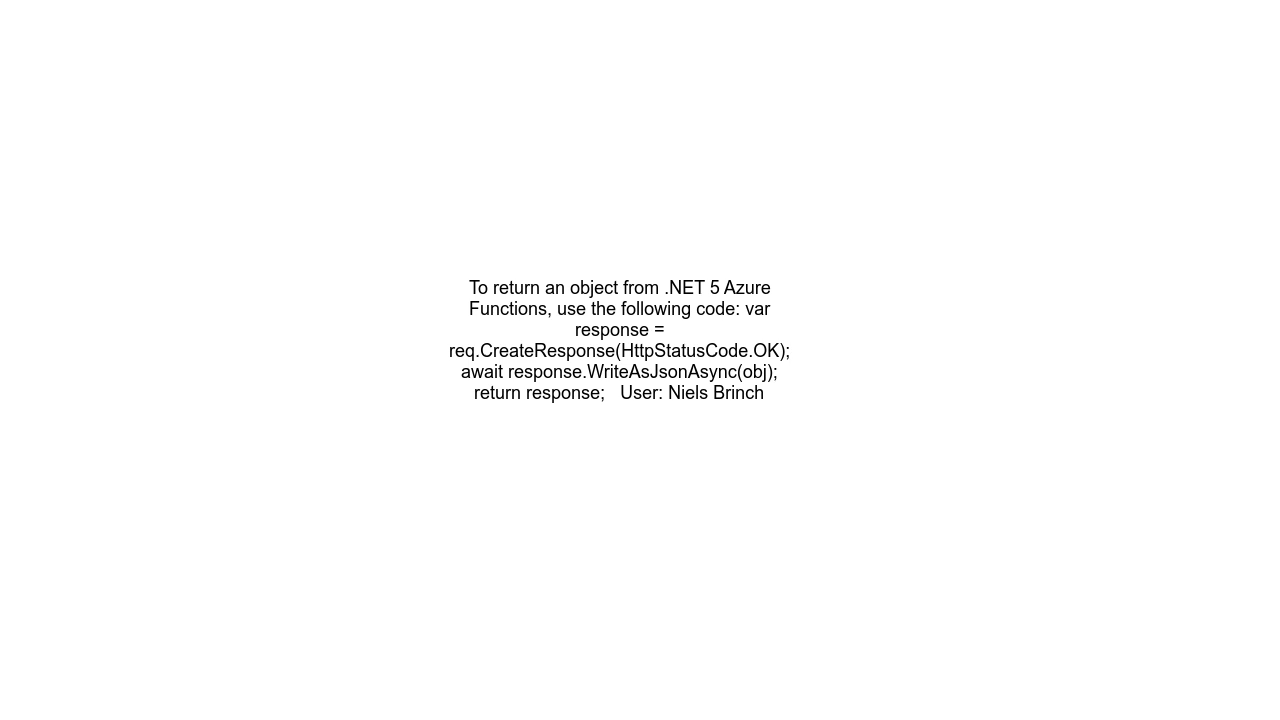 To return an object from .NET 5 Azure
Functions, use the following code: var
response =
req.CreateResponse(HttpStatusCode.OK);
await response.WriteAsJsonAsync(obj);
return response;   User: Niels Brinch